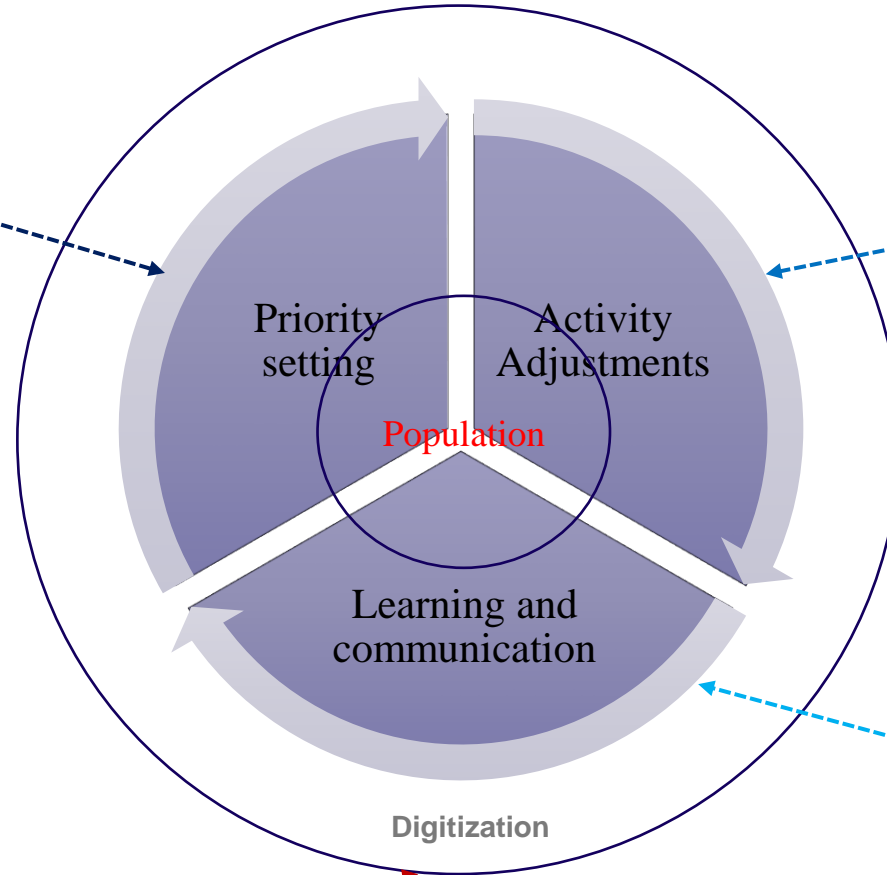 Priority
setting
Activity
Adjustments
Population
Learning and
communication
Digitization